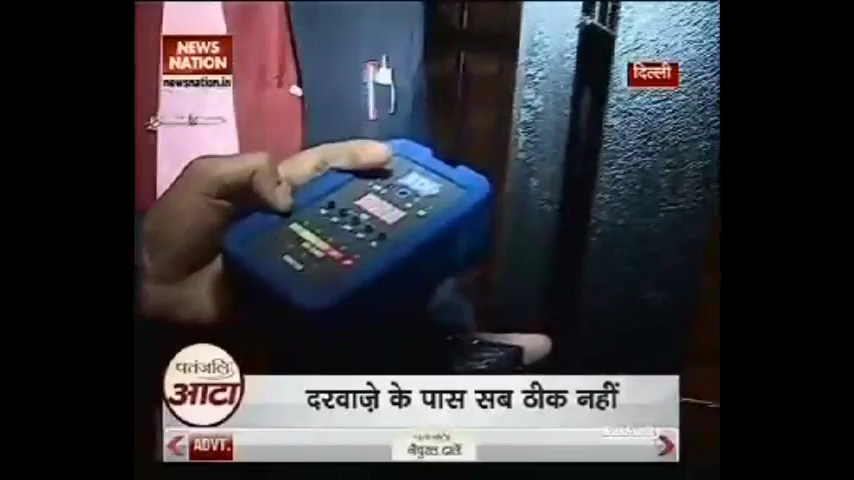 NEWS
NATION
newsnation.in
दिल्ली
पतंजलि
आटा
दरवाज़े के पास सब ठीक नहीं
ADVT.